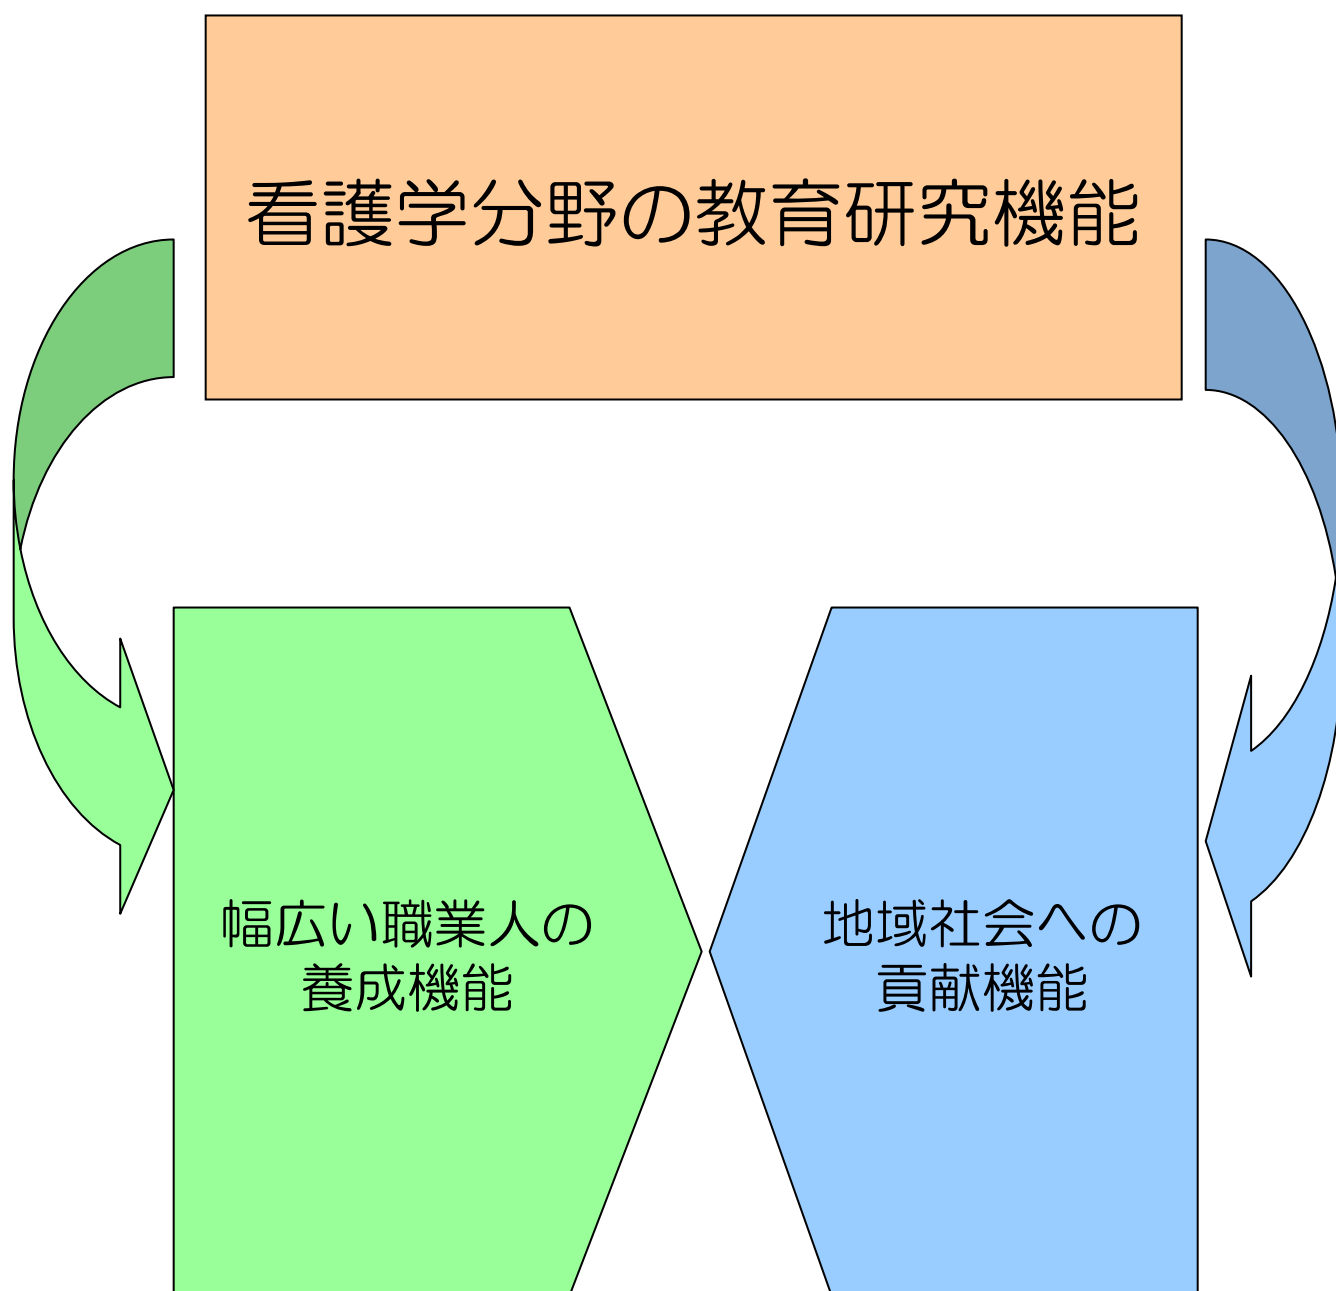 看護学分野の教育研究機能
幅広い職業人の
養成機能
地域社会への
貢献機能